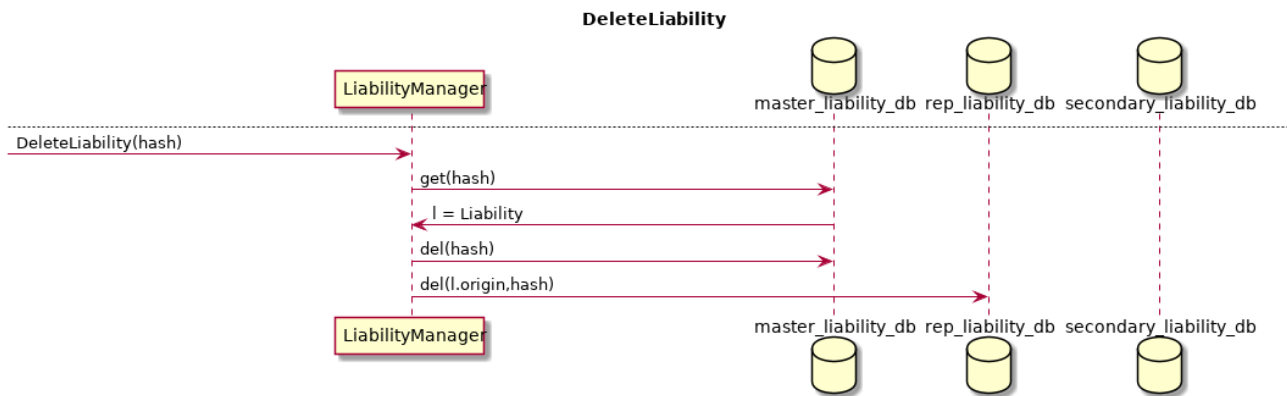 DeleteLiability
LiabilityManager
master_liability_db
rep_liability_db
secondary_liability_db
DeleteLiability(hash)
get(hash)
l = Liability
del(hash)
del(l.origin,hash)
LiabilityManager
master_liability_db
rep_liability_db
secondary_liability_db